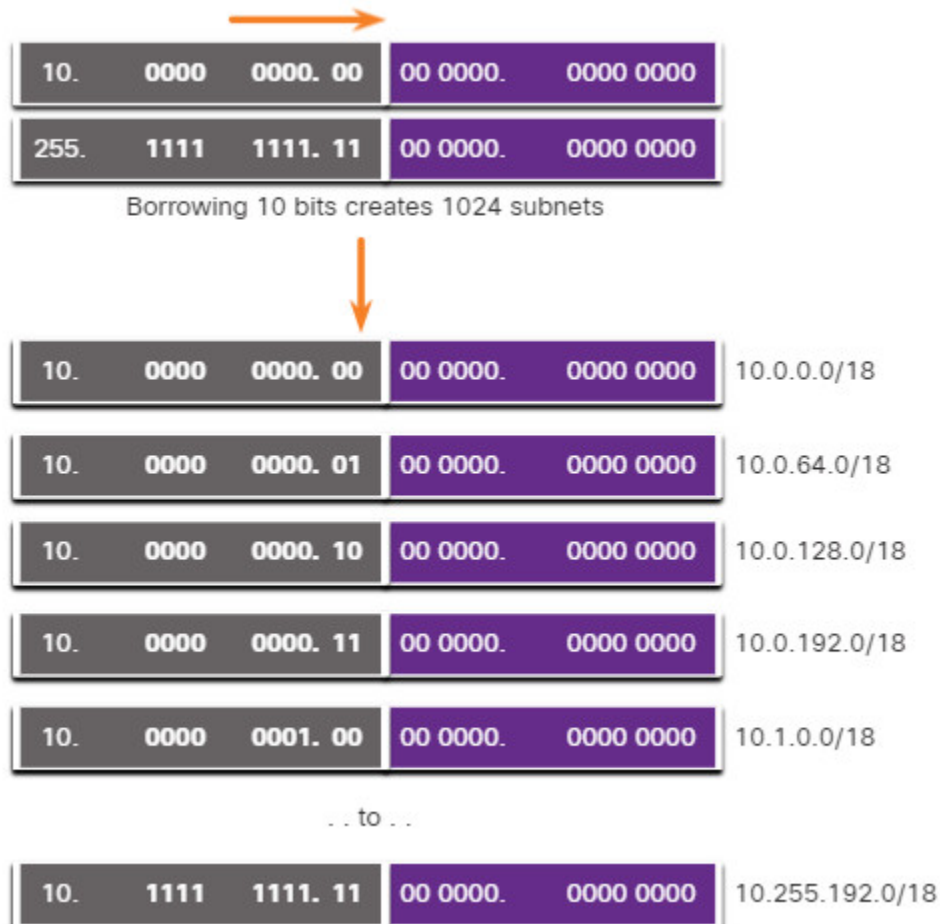 10. 0000 0000. 00 00 0000. 0000 0000
255. 1111 1111. 11 00 0000. 0000 0000
Borrowing 10 bits creates 1024 subnets
10. 0000 0000. 00 00 0000. 0000 0000 10.0.0.0/18
10. 0000 0000. 01 00 0000. 0000 0000 10.0.64.0/18
10. 0000 0000. 10 00 0000. 0000 0000 10.0.128.0/18
10. 0000 0000. 11 00 0000. 0000 0000 10.0.192.0/18
10. 0000 0001. 00 00 0000. 0000 0000 10.1.0.0/18
. . to . .
10. 1111 1111. 11 00 0000. 0000 0000 10.255.192.0/18